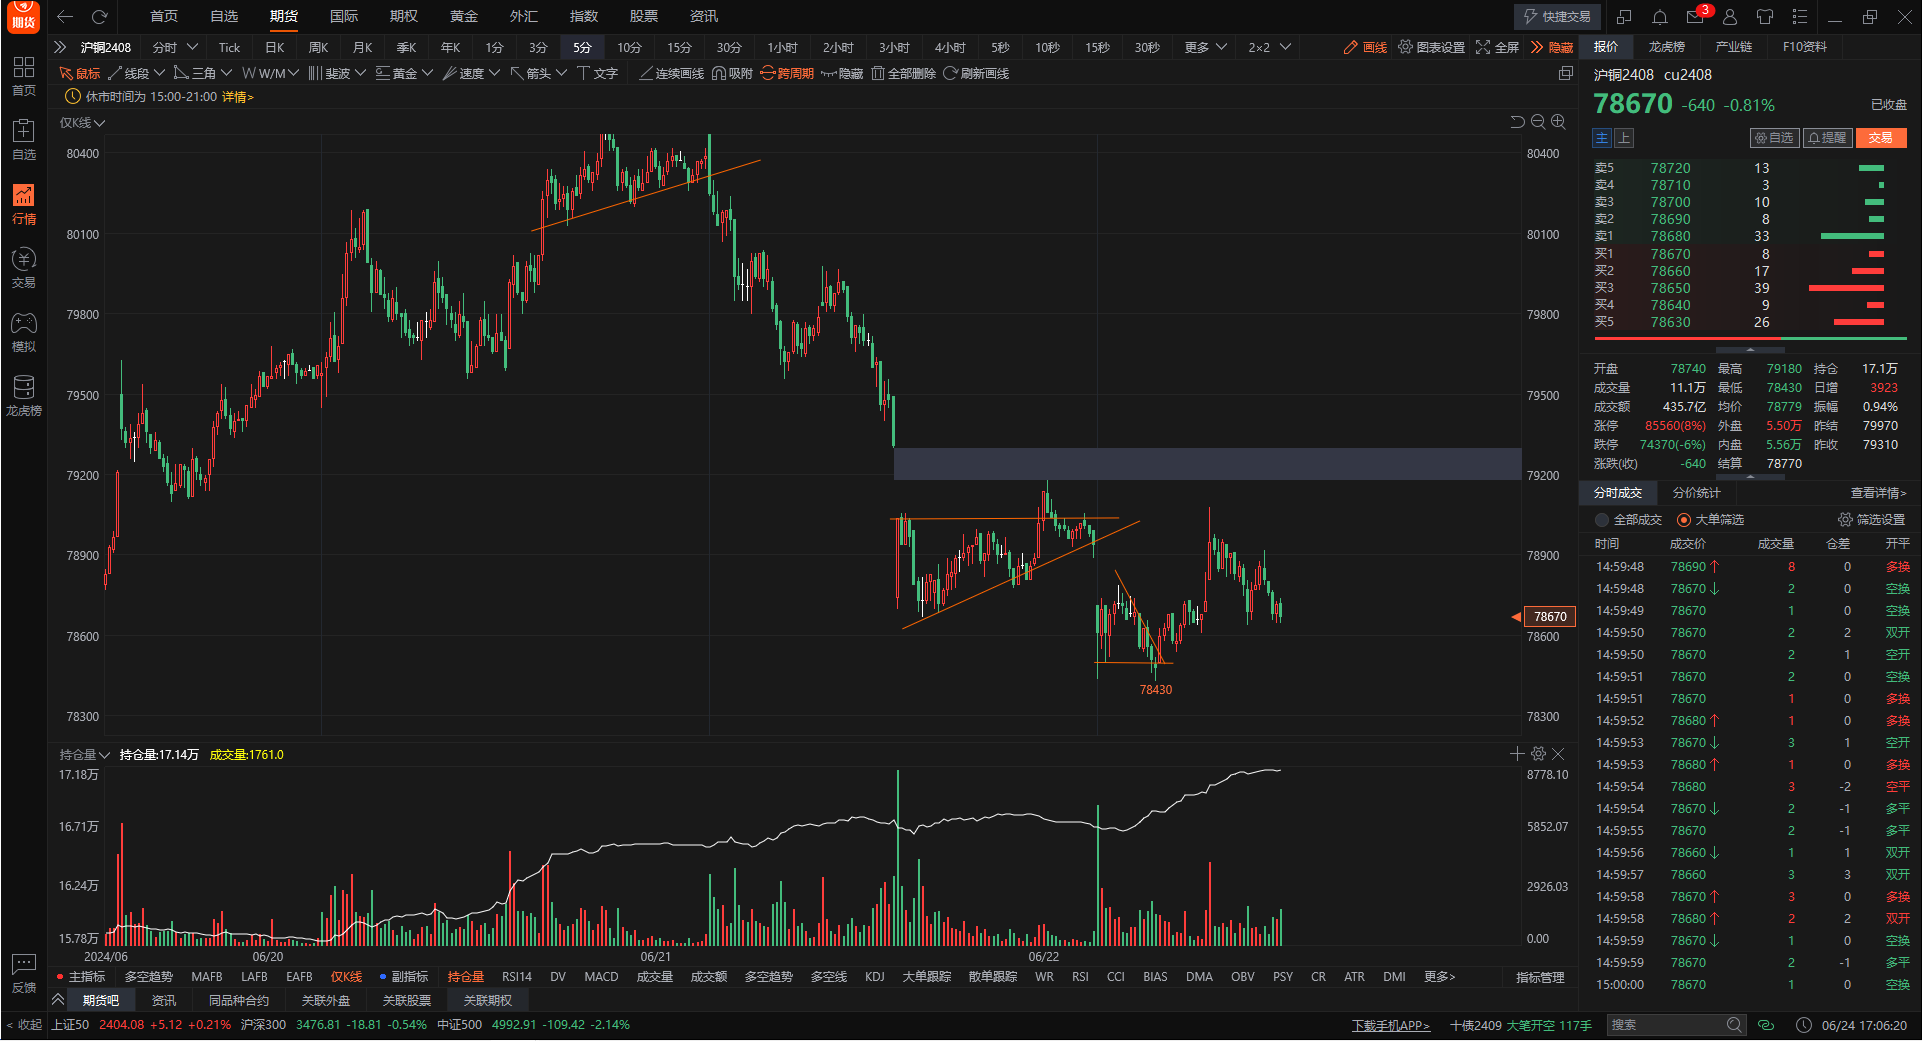 期货 首页 自选 期货 国际 期权 黄金 外汇 指数 股票 资讯 快捷交易 3
沪铜2408 分时 Tick 日K 周K 月K 季K 年K 1分 3分 5分 10分 15分 30分 1小时 2小时 3小时 4小时 5秒 10秒 15秒 30秒 更多 2×2 画线 图表设置 全屏 隐藏 报价 龙虎榜 产业链 F10资料
鼠标 线段 三角 W/M 斐波 黄金 速度 箭头 文字 连续画线 吸附 跨周期 隐藏 全部删除 刷新画线
休市时间为 15:00-21:00 详情>
仅K线
首页
自选
行情
交易
模拟
龙虎榜
反馈
< 收起
80400 80400
80100 80100
79800 79800
79500 79500
79200 79200
78900 78900
78600 78600
78300 78300
78670
78430
持仓量 持仓量:17.14万 成交量:1761.0
17.18万 8778.10
16.71万 5852.07
16.24万 2926.03
15.78万 0.00
2024/06 06/20 06/21 06/22
主指标 多空趋势 MAFB LAFB EAFB 仅K线 副指标 持仓量 RSI14 DV MACD 成交量 成交额 多空趋势 多空线 KDJ 大单跟踪 散单跟踪 WR RSI CCI BIAS DMA OBV PSY CR ATR DMI 更多> 指标管理
期货吧 资讯 同品种合约 关联外盘 关联股票 关联期权
沪铜2408 cu2408
78670 -640 -0.81% 已收盘
主 上 自选 提醒 交易
卖5 78720 13
卖4 78710 3
卖3 78700 10
卖2 78690 8
卖1 78680 33
买1 78670 8
买2 78660 17
买3 78650 39
买4 78640 9
买5 78630 26
开盘 78740 最高 79180 持仓 17.1万
成交量 11.1万 最低 78430 日增 3923
成交额 435.7亿 均价 78779 振幅 0.94%
涨停 85560(8%) 外盘 5.50万 昨结 79970
跌停 74370(-6%) 内盘 5.56万 昨收 79310
涨跌(收) -640 结算 78770
分时成交 分价统计 查看详情>
全部成交 大单筛选 筛选设置
时间 成交价 成交量 仓差 开平
14:59:48 78690↑ 8 0 多换
14:59:48 78670↓ 2 0 空换
14:59:49 78670 1 0 空换
14:59:50 78670 2 2 双开
14:59:50 78670 2 1 空开
14:59:51 78670 2 0 空换
14:59:51 78670 1 0 多换
14:59:52 78680↑ 1 0 多换
14:59:53 78670↓ 3 1 空开
14:59:53 78680↑ 1 0 多换
14:59:54 78680 3 -2 空平
14:59:54 78670↓ 2 -1 多平
14:59:55 78670 2 -1 多平
14:59:56 78660↓ 1 1 双开
14:59:57 78660 3 3 双开
14:59:58 78670↑ 3 0 多换
14:59:58 78680↑ 2 2 双开
14:59:59 78670↓ 1 0 空换
14:59:59 78670 2 -1 多平
15:00:00 78670 1 0 空换
上证50 2404.08 +5.12 +0.21% 沪深300 3476.81 -18.81 -0.54% 中证500 4992.91 -109.42 -2.14% 下载手机APP> 十债2409 大笔开空 117手 搜索 06/24 17:06:20